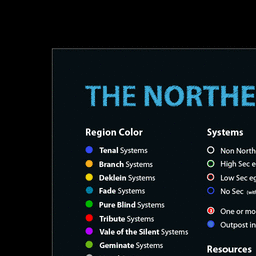 THE NORTHE
Region Color
Tenal Systems
Branch Systems
Deklein Systems
Fade Systems
Pure Blind Systems
Tribute Systems
Vale of the Silent Systems
Geminate Systems
Systems
Non North
High Sec e
Low Sec eg
No Sec (wit
One or mo
Outpost in
Resources